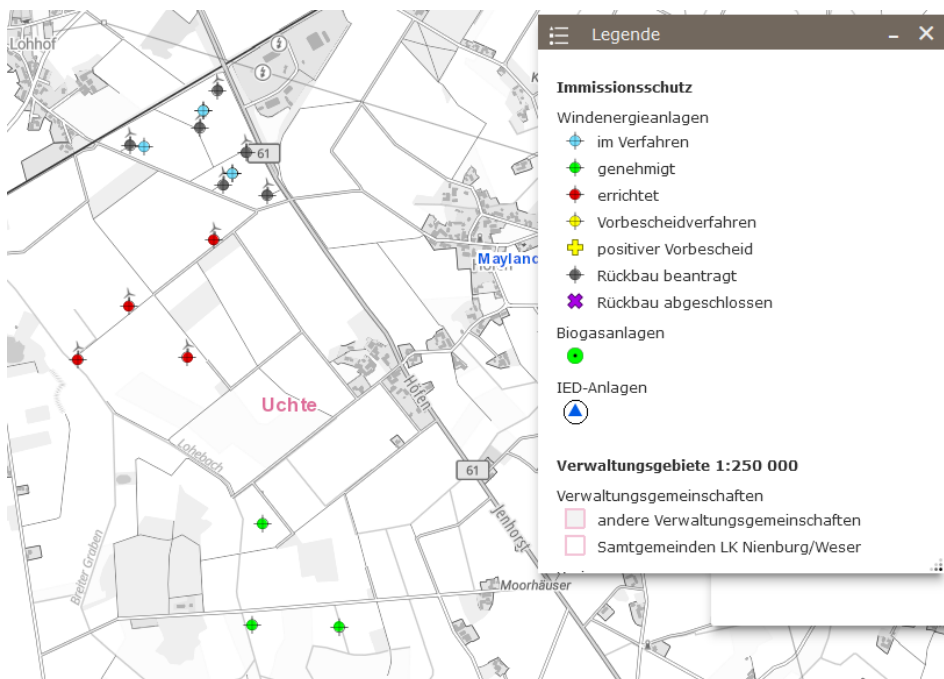 Lohhof
61
Mayland
Höfen
Uchte
Höfen
Lohebach
61
Jenhorst
Breiter Graben
Moorhäuser
Legende
Immissionsschutz
Windenergieanlagen
im Verfahren
genehmigt
errichtet
Vorbescheidverfahren
positiver Vorbescheid
Rückbau beantragt
Rückbau abgeschlossen
Biogasanlagen
IED-Anlagen
Verwaltungsgebiete 1:250 000
Verwaltungsgemeinschaften
andere Verwaltungsgemeinschaften
Samtgemeinden LK Nienburg/Weser